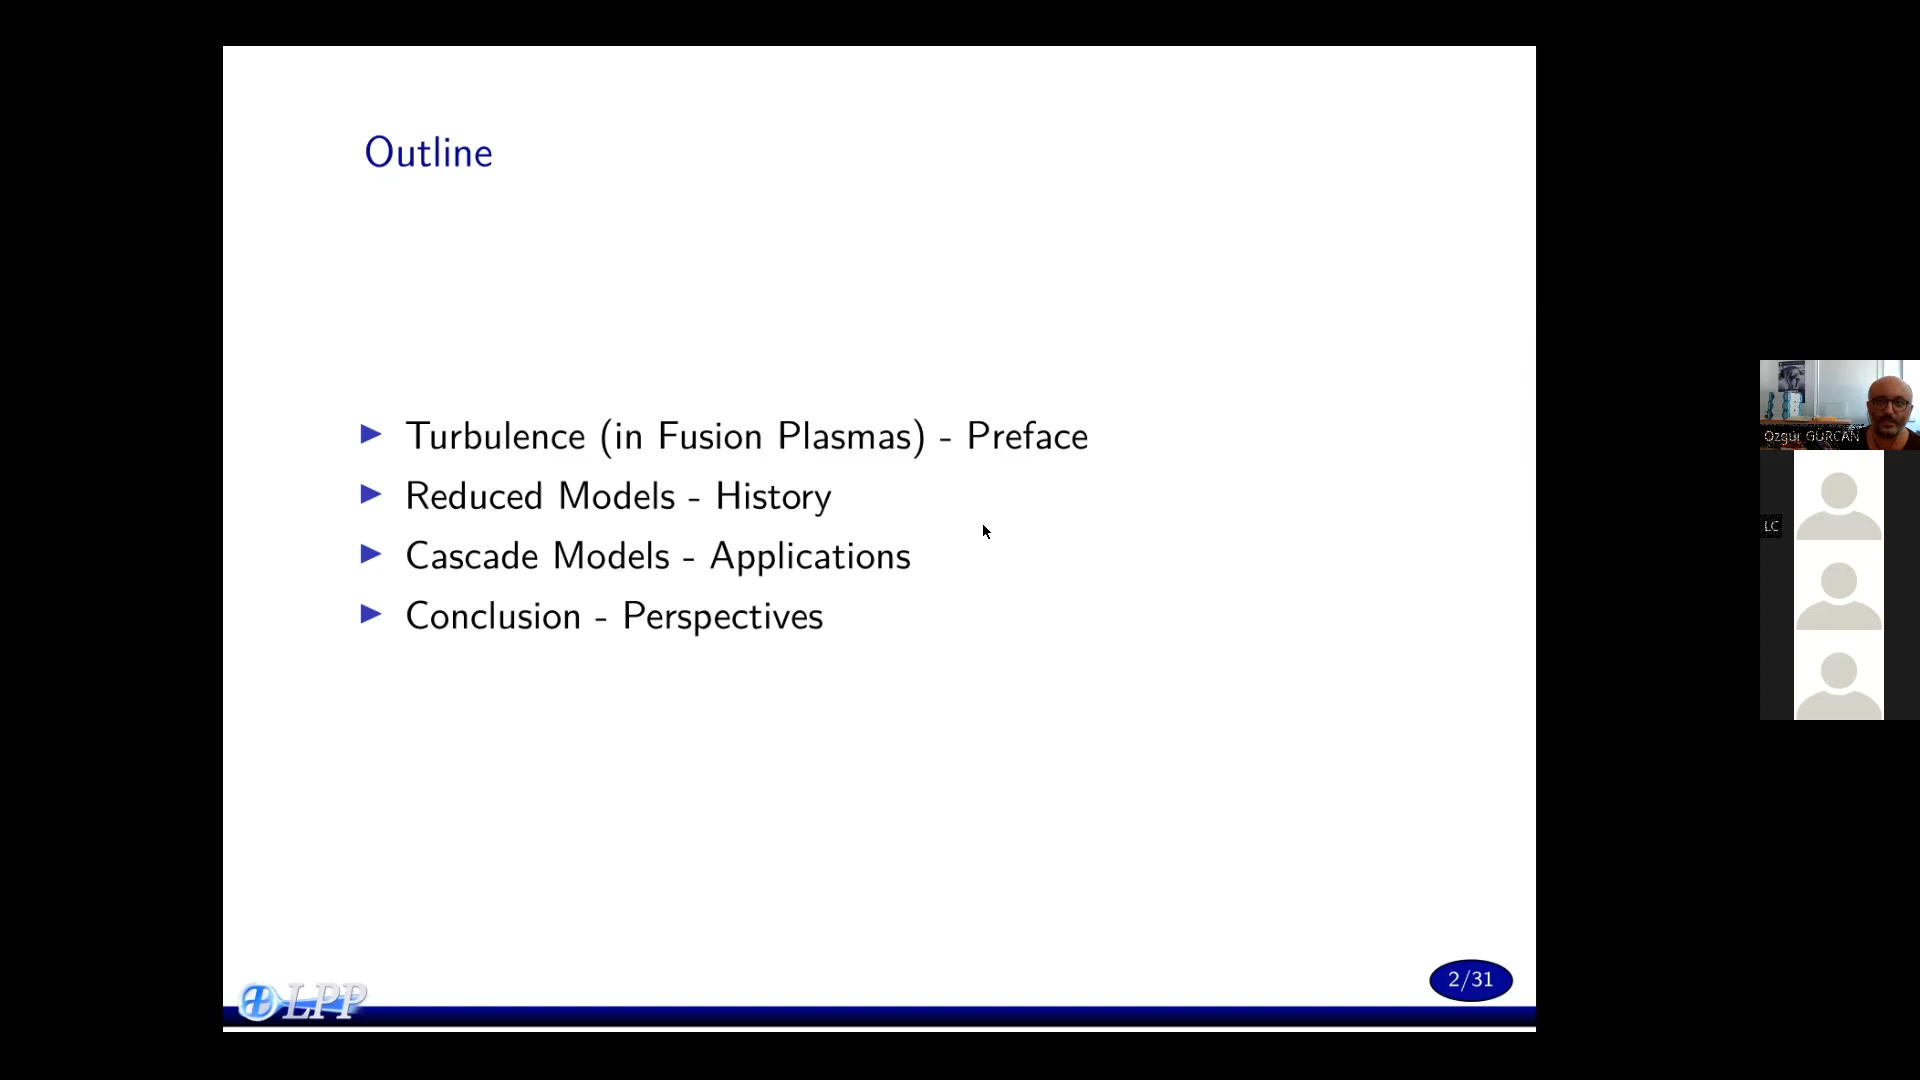 Outline
▶ Turbulence (in Fusion Plasmas) - Preface
▶ Reduced Models - History
▶ Cascade Models - Applications
▶ Conclusion - Perspectives
LPP
2/31
Özgür GÜRCAN
LC